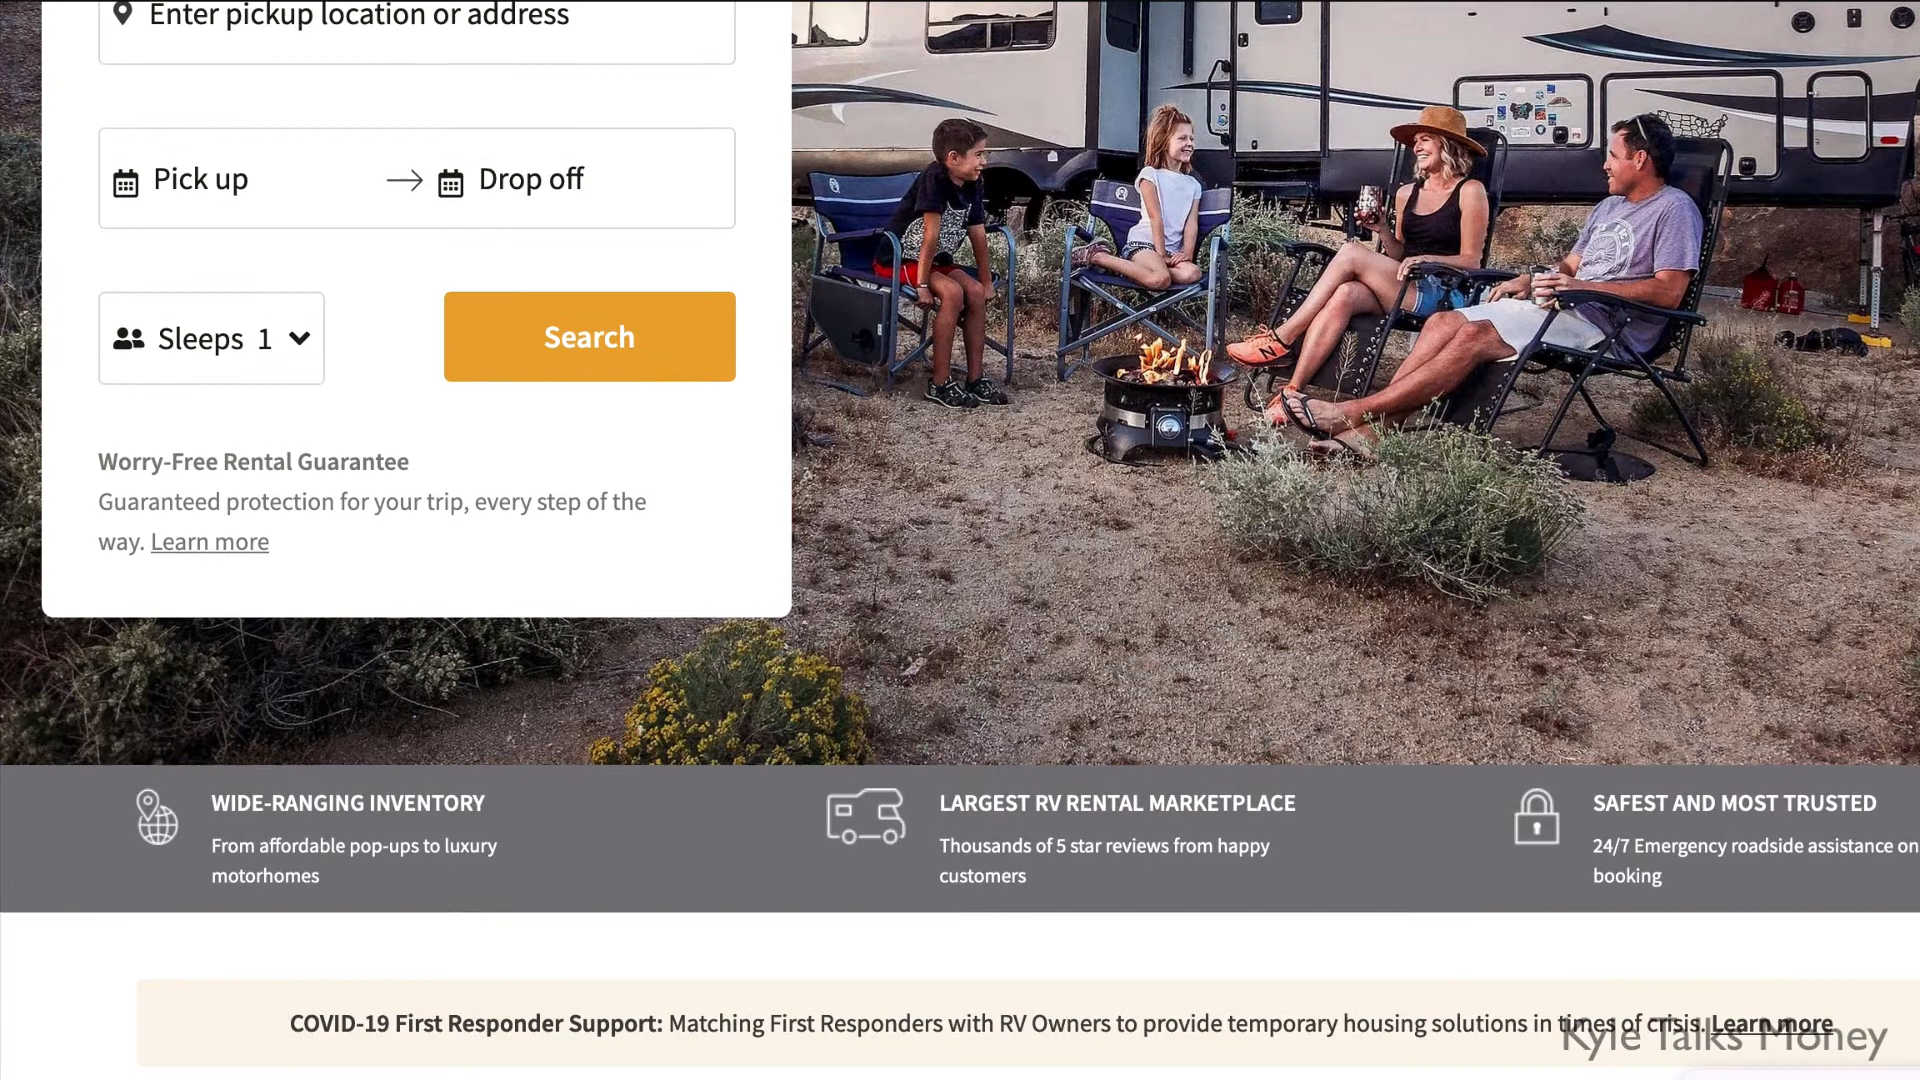 Enter pickup location or address
Pick up
Drop off
Sleeps 1
Search
Worry-Free Rental Guarantee
Guaranteed protection for your trip, every step of the
way. Learn more
WIDE-RANGING INVENTORY
From affordable pop-ups to luxury
motorhomes
LARGEST RV RENTAL MARKETPLACE
Thousands of 5 star reviews from happy
customers
SAFEST AND MOST TRUSTED
24/7 Emergency roadside assistance on
booking
COVID-19 First Responder Support: Matching First Responders with RV Owners to provide temporary housing solutions in times of crisis. Learn more
Kyle Talks Money